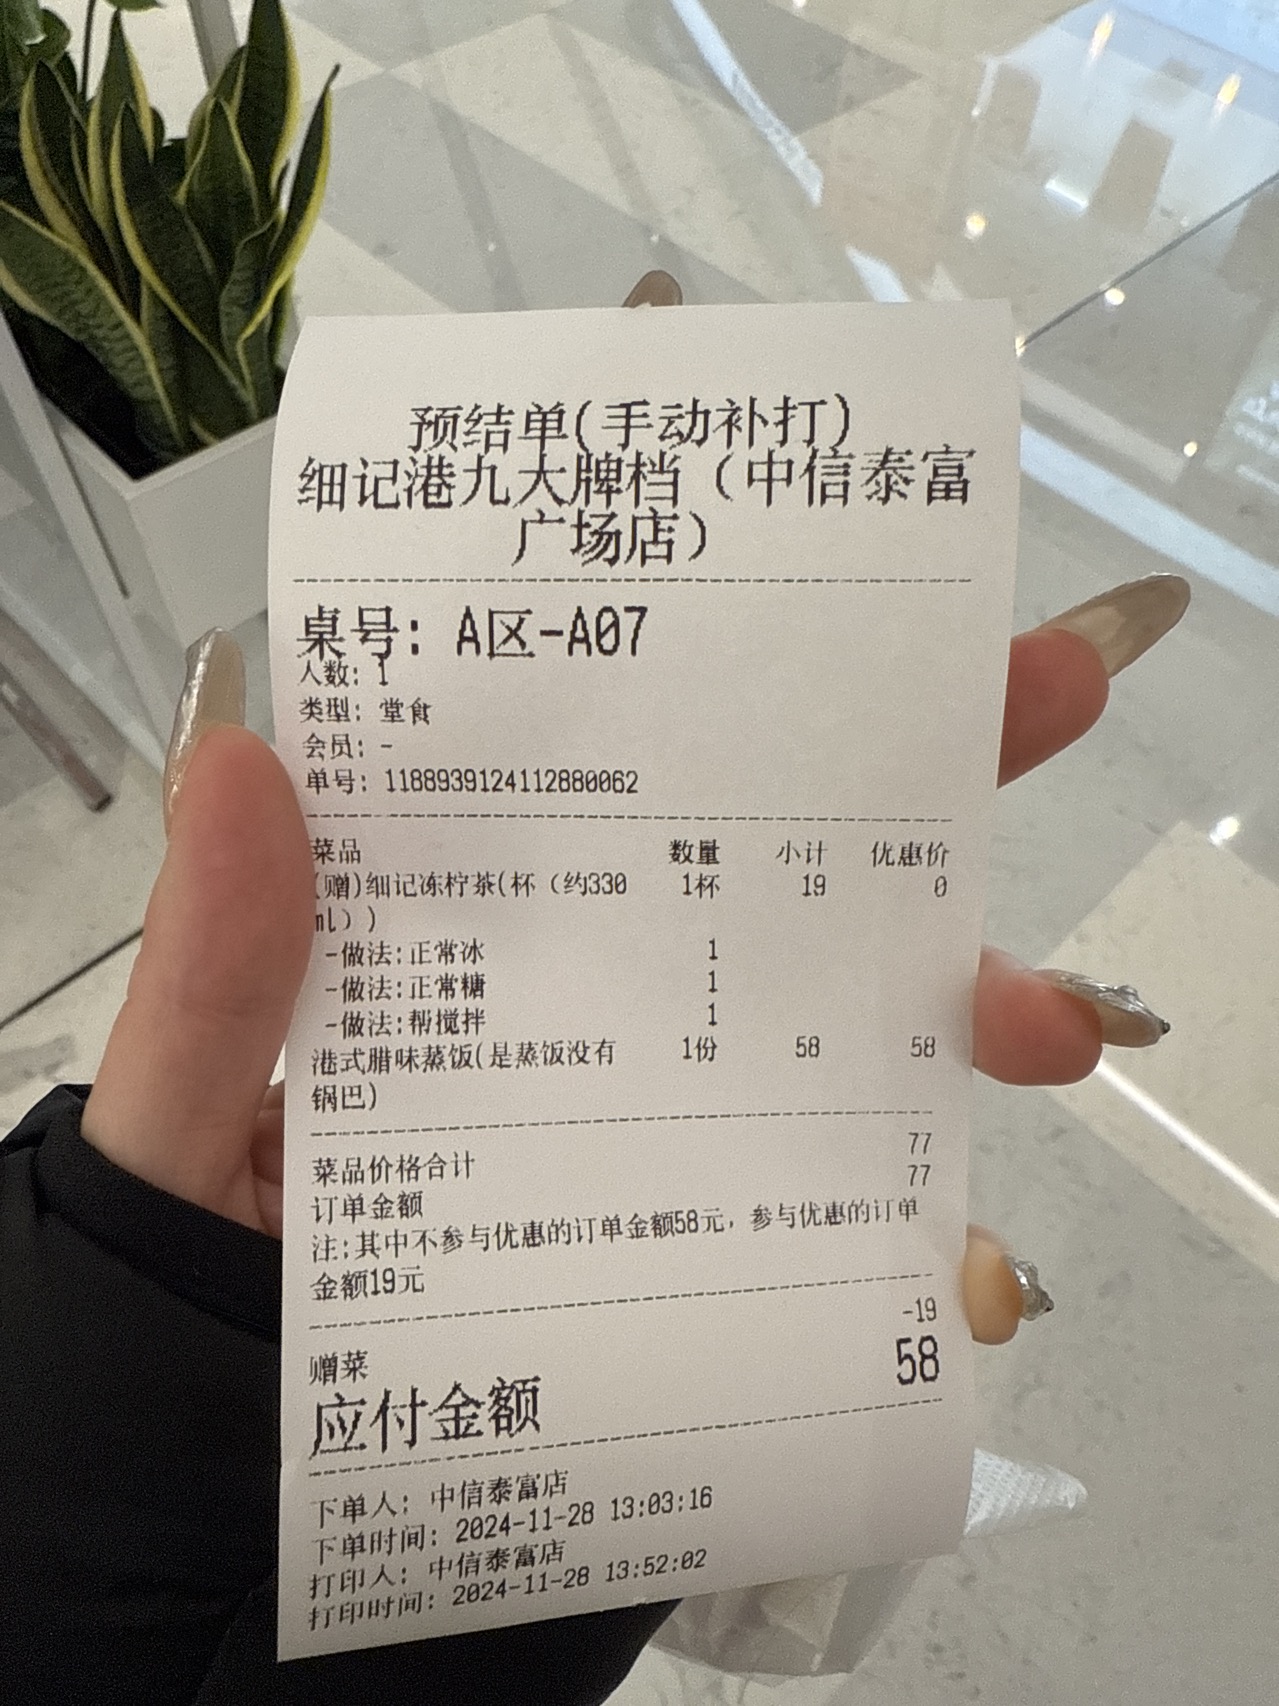 预结单(手动补打)
细记港九大牌档（中信泰富
广场店）
桌号: A区-A07
人数: 1
类型: 堂食
会员: -
单号: 1188939124112880062
菜品 数量 小计 优惠价
(赠)细记冻柠茶(杯（约330 1杯 19 0
ml）)
-做法:正常冰 1
-做法:正常糖 1
-做法:帮搅拌 1
港式腊味蒸饭(是蒸饭没有 1份 58 58
锅巴)
菜品价格合计 77
订单金额 77
注:其中不参与优惠的订单金额58元，参与优惠的订单
金额19元
赠菜 -19
应付金额 58
下单人: 中信泰富店
下单时间: 2024-11-28 13:03:16
打印人: 中信泰富店
打印时间: 2024-11-28 13:52:02